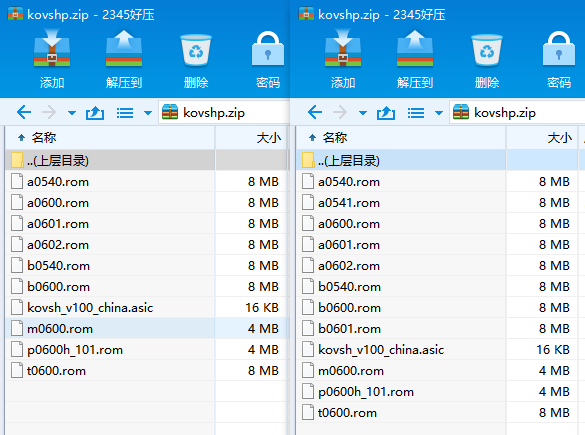 kovshp.zip - 2345好压
添加 解压到 删除 密码
kovshp.zip
名称 大小
..(上层目录)
a0540.rom 8 MB
a0600.rom 8 MB
a0601.rom 8 MB
a0602.rom 8 MB
b0540.rom 8 MB
b0600.rom 8 MB
kovsh_v100_china.asic 16 KB
m0600.rom 4 MB
p0600h_101.rom 4 MB
t0600.rom 8 MB
kovshp.zip - 2345好压
添加 解压到 删除 密码
kovshp.zip
名称 大小
..(上层目录)
a0540.rom 8 MB
a0541.rom 8 MB
a0600.rom 8 MB
a0601.rom 8 MB
a0602.rom 8 MB
b0540.rom 8 MB
b0600.rom 8 MB
b0601.rom 8 MB
kovsh_v100_china.asic 16 KB
m0600.rom 4 MB
p0600h_101.rom 4 MB
t0600.rom 8 MB